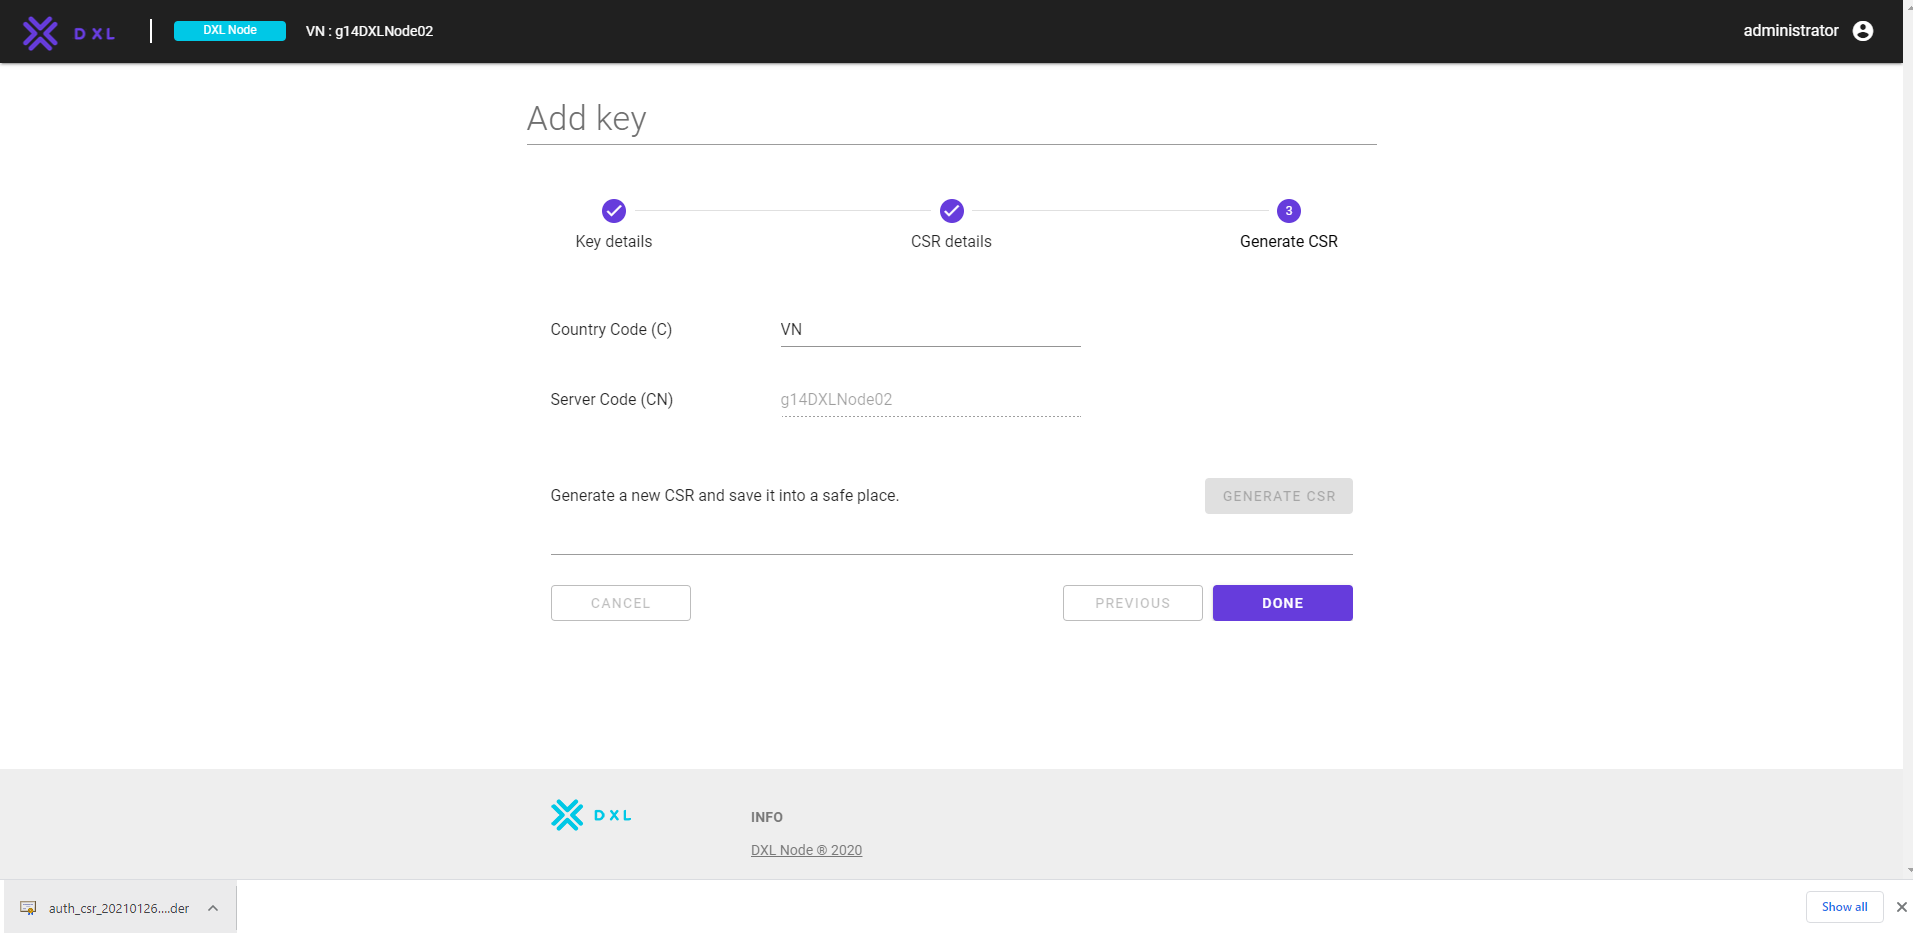 DXL
DXL Node
VN : g14DXLNode02
administrator
Add key
3
Key details
CSR details
Generate CSR
Country Code (C)
VN
Server Code (CN)
g14DXLNode02
Generate a new CSR and save it into a safe place.
GENERATE CSR
CANCEL
PREVIOUS
DONE
DXL
INFO
DXL Node ® 2020
auth_csr_20210126....der
Show all